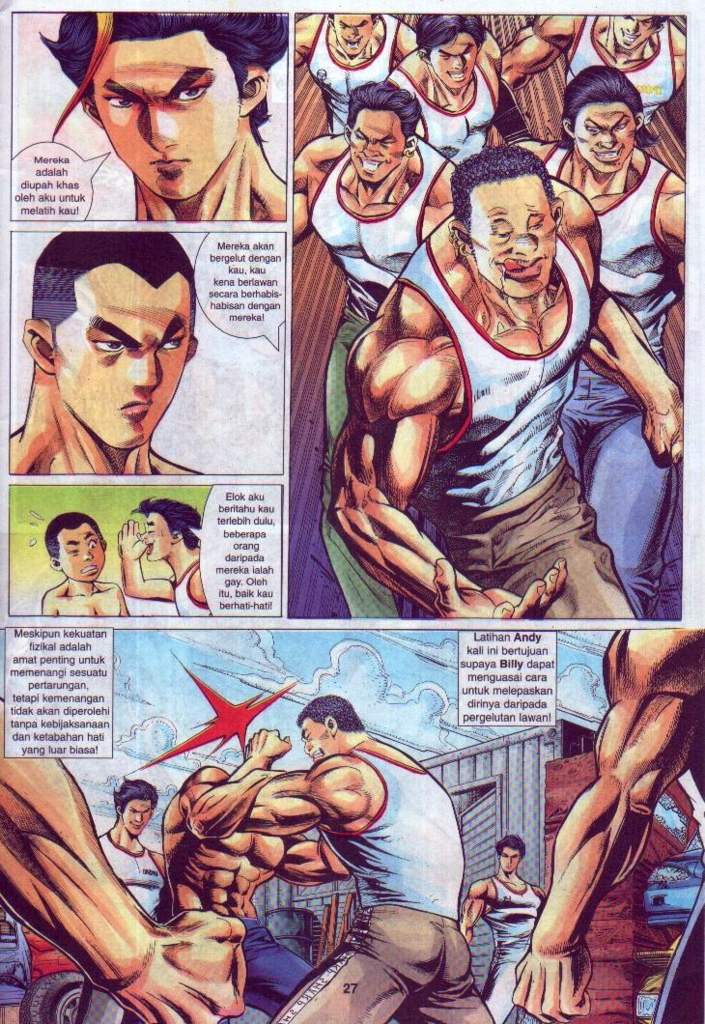 Mereka
adalah
diupah khas
oleh aku untuk
melatih kau!
Mereka akan
bergelut dengan
kau, kau
kena berlawan
secara berhabis-
habisan dengan
mereka!
Elok aku
beritahu kau
terlebih dulu,
beberapa
orang
daripada
mereka ialah
gay. Oleh
itu, baik kau
berhati-hati!
Meskipun kekuatan
fizikal adalah
amat penting untuk
memenangi sesuatu
pertarungan,
tetapi kemenangan
tidak akan diperolehi
tanpa kebijaksanaan
dan ketabahan hati
yang luar biasa!
Latihan Andy
kali ini bertujuan
supaya Billy dapat
menguasai cara
untuk melepaskan
dirinya daripada
pergelutan lawan!
27